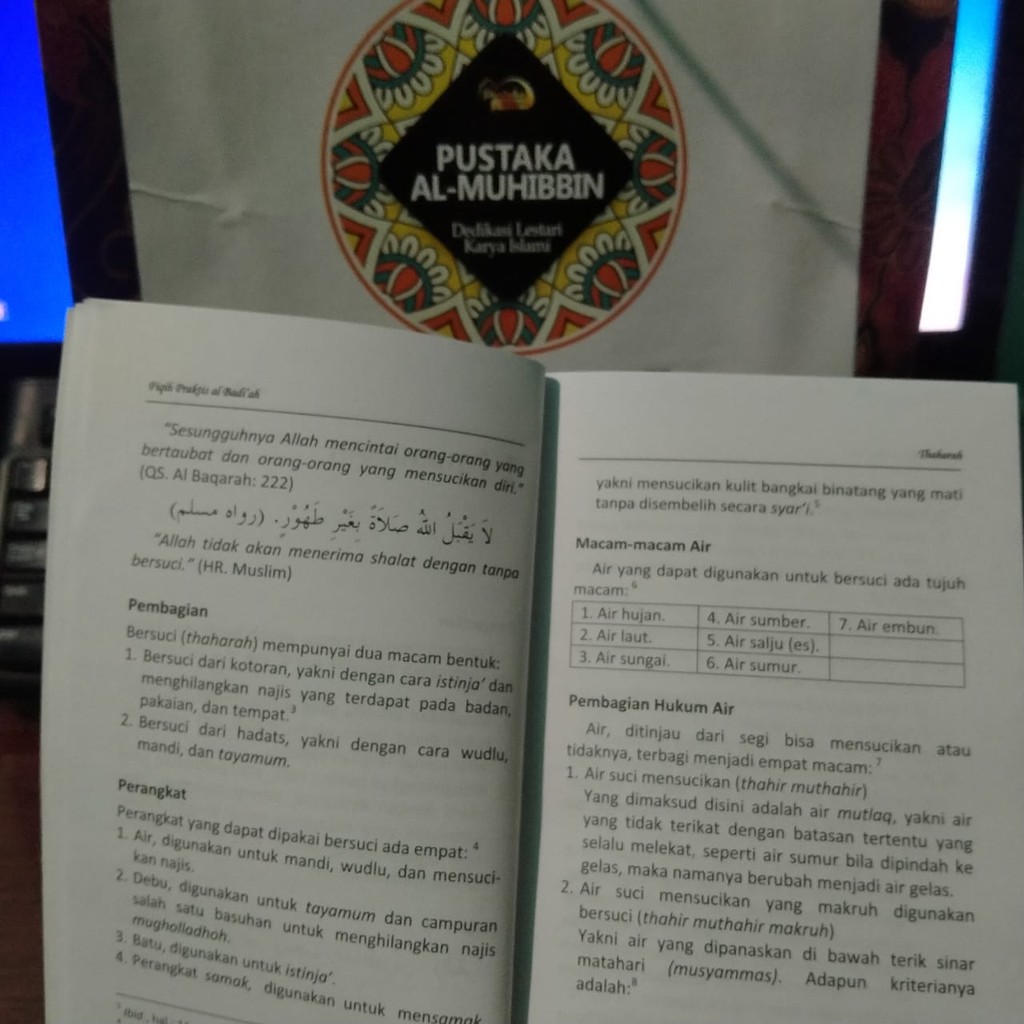 PUSTAKA
AL-MUHIBBIN
Dedikasi Lestari
Karya Islami
Fiqih Praktis al Badi'ah
"Sesungguhnya Allah mencintai orang-orang yang
bertaubat dan orang-orang yang mensucikan diri."
(QS. Al Baqarah: 222)
لاَ يَقْبَلُ اللهُ صَلاَةً بِغَيْرِ طَهُوْرٍ. (رواه مسلم)
"Allah tidak akan menerima shalat dengan tanpa
bersuci." (HR. Muslim)
Pembagian
Bersuci (thaharah) mempunyai dua macam bentuk:
1. Bersuci dari kotoran, yakni dengan cara istinja' dan
menghilangkan najis yang terdapat pada badan,
pakaian, dan tempat.³
2. Bersuci dari hadats, yakni dengan cara wudlu,
mandi, dan tayamum.
Perangkat
Perangkat yang dapat dipakai bersuci ada empat: ⁴
1. Air, digunakan untuk mandi, wudlu, dan mensuci-
kan najis.
2. Debu, digunakan untuk tayamum dan campuran
salah satu basuhan untuk menghilangkan najis
mugholladhoh.
3. Batu, digunakan untuk istinja'.
4. Perangkat samak, digunakan untuk mensamak,
³ Ibid., hal.
Thaharah
yakni mensucikan kulit bangkai binatang yang mati
tanpa disembelih secara syar'i.⁵
Macam-macam Air
Air yang dapat digunakan untuk bersuci ada tujuh
macam: ⁶
1. Air hujan. 4. Air sumber. 7. Air embun.
2. Air laut. 5. Air salju (es).
3. Air sungai. 6. Air sumur.
Pembagian Hukum Air
Air, ditinjau dari segi bisa mensucikan atau
tidaknya, terbagi menjadi empat macam: ⁷
1. Air suci mensucikan (thahir muthahir)
Yang dimaksud disini adalah air mutlaq, yakni air
yang tidak terikat dengan batasan tertentu yang
selalu melekat, seperti air sumur bila dipindah ke
gelas, maka namanya berubah menjadi air gelas.
2. Air suci mensucikan yang makruh digunakan
bersuci (thahir muthahir makruh)
Yakni air yang dipanaskan di bawah terik sinar
matahari (musyammas). Adapun kriterianya
adalah:⁸